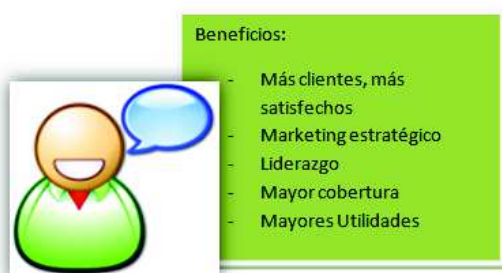 Beneficios:
- Más clientes, más
satisfechos
- Marketing estratégico
- Liderazgo
- Mayor cobertura
- Mayores Utilidades